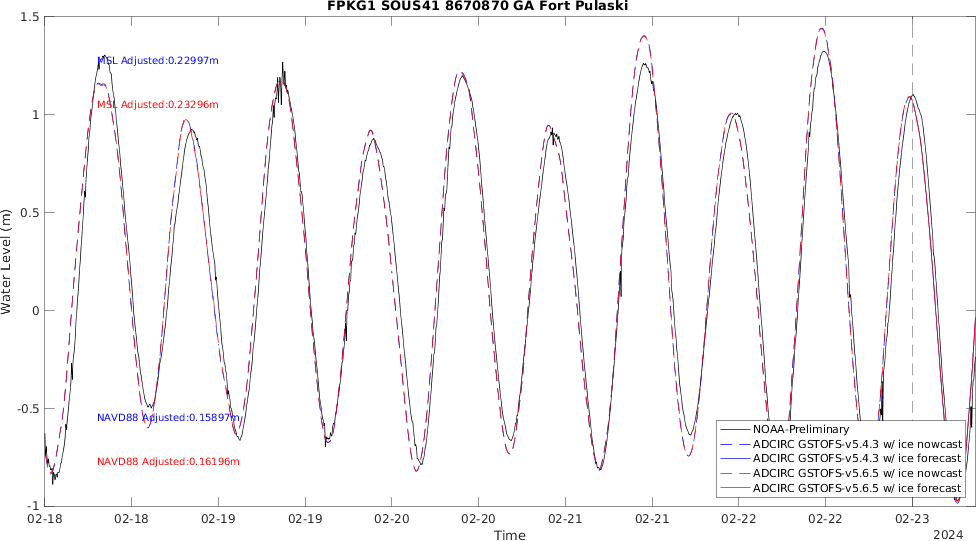 FPKG1 SOUS41 8670870 GA Fort Pulaski
1.5
1
0.5
0
-0.5
-1
Water Level (m)
MSL Adjusted:0.22997m
MSL Adjusted:0.23296m
NAVD88 Adjusted:0.15897m
NAVD88 Adjusted:0.16196m
NOAA-Preliminary
ADCIRC GSTOFS-v5.4.3 w/ ice nowcast
ADCIRC GSTOFS-v5.4.3 w/ ice forecast
ADCIRC GSTOFS-v5.6.5 w/ ice nowcast
ADCIRC GSTOFS-v5.6.5 w/ ice forecast
02-18 02-18 02-19 02-19 02-20 02-20 02-21 02-21 02-22 02-22 02-23
Time
2024